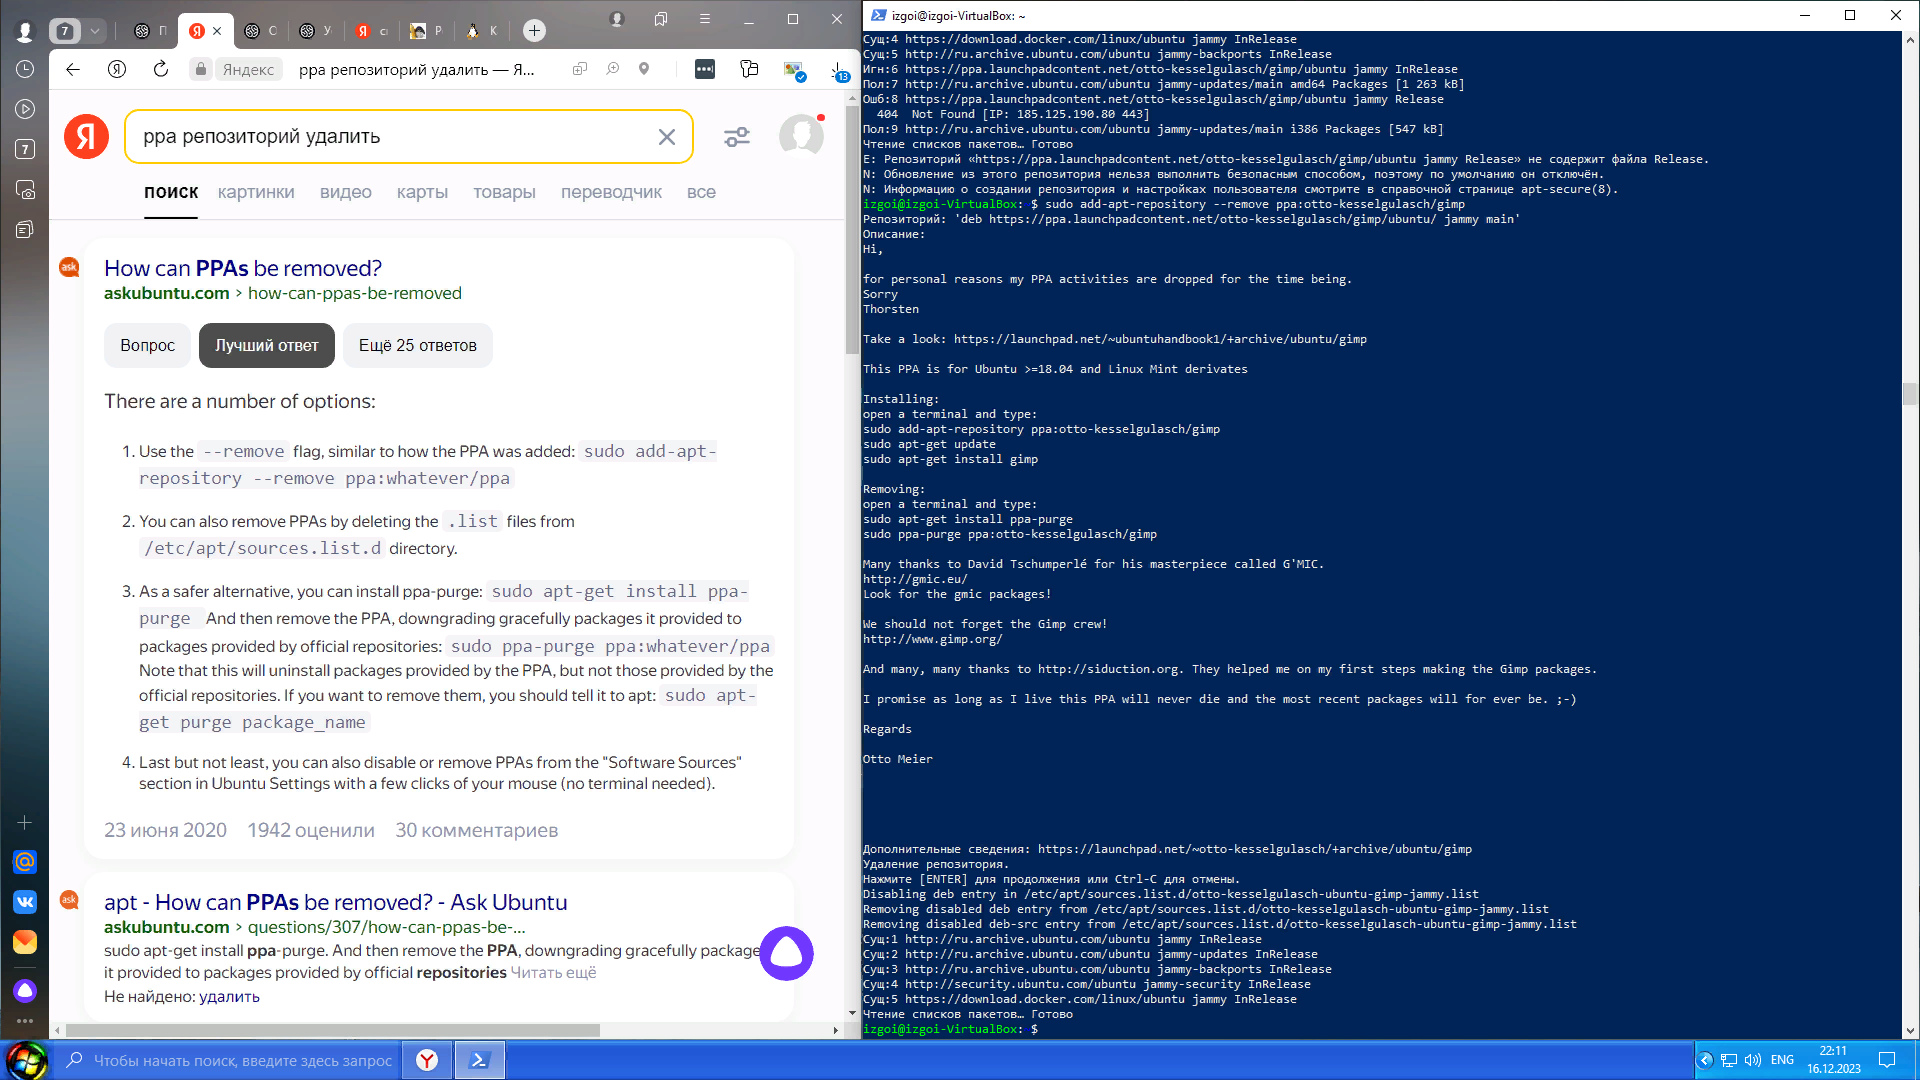 7
П
Я
С
У
с
Р
К
Яндекс
ppa репозиторий удалить — Я...
13
7
Я
ppa репозиторий удалить
поиск картинки видео карты товары переводчик все
ask
How can PPAs be removed?
askubuntu.com > how-can-ppas-be-removed
Вопрос Лучший ответ Ещё 25 ответов
There are a number of options:
1. Use the --remove flag, similar to how the PPA was added: sudo add-apt-
repository --remove ppa:whatever/ppa
2. You can also remove PPAs by deleting the .list files from
/etc/apt/sources.list.d directory.
3. As a safer alternative, you can install ppa-purge: sudo apt-get install ppa-
purge And then remove the PPA, downgrading gracefully packages it provided to
packages provided by official repositories: sudo ppa-purge ppa:whatever/ppa
Note that this will uninstall packages provided by the PPA, but not those provided by the
official repositories. If you want to remove them, you should tell it to apt: sudo apt-
get purge package_name
4. Last but not least, you can also disable or remove PPAs from the "Software Sources"
section in Ubuntu Settings with a few clicks of your mouse (no terminal needed).
23 июня 2020 1942 оценили 30 комментариев
ask
apt - How can PPAs be removed? - Ask Ubuntu
askubuntu.com > questions/307/how-can-ppas-be-...
sudo apt-get install ppa-purge. And then remove the PPA, downgrading gracefully package
it provided to packages provided by official repositories Читать ещё
Не найдено: удалить
izgoi@izgoi-VirtualBox: ~
Сущ:4 https://download.docker.com/linux/ubuntu jammy InRelease
Сущ:5 http://ru.archive.ubuntu.com/ubuntu jammy-backports InRelease
Игн:6 https://ppa.launchpadcontent.net/otto-kesselgulasch/gimp/ubuntu jammy InRelease
Пол:7 http://ru.archive.ubuntu.com/ubuntu jammy-updates/main amd64 Packages [1 263 kB]
Ошб:8 https://ppa.launchpadcontent.net/otto-kesselgulasch/gimp/ubuntu jammy Release
404 Not Found [IP: 185.125.190.80 443]
Пол:9 http://ru.archive.ubuntu.com/ubuntu jammy-updates/main i386 Packages [547 kB]
Чтение списков пакетов… Готово
E: Репозиторий «https://ppa.launchpadcontent.net/otto-kesselgulasch/gimp/ubuntu jammy Release» не содержит файла Release.
N: Обновление из этого репозитория нельзя выполнить безопасным способом, поэтому по умолчанию он отключён.
N: Информацию о создании репозитория и настройках пользователя смотрите в справочной странице apt-secure(8).
izgoi@izgoi-VirtualBox: $ sudo add-apt-repository --remove ppa:otto-kesselgulasch/gimp
Репозиторий: 'deb https://ppa.launchpadcontent.net/otto-kesselgulasch/gimp/ubuntu/ jammy main'
Описание:
Hi,
for personal reasons my PPA activities are dropped for the time being.
Sorry
Thorsten
Take a look: https://launchpad.net/~ubuntuhandbook1/+archive/ubuntu/gimp
This PPA is for Ubuntu >=18.04 and Linux Mint derivates
Installing:
open a terminal and type:
sudo add-apt-repository ppa:otto-kesselgulasch/gimp
sudo apt-get update
sudo apt-get install gimp
Removing:
open a terminal and type:
sudo apt-get install ppa-purge
sudo ppa-purge ppa:otto-kesselgulasch/gimp
Many thanks to David Tschumperlé for his masterpiece called G'MIC.
http://gmic.eu/
Look for the gmic packages!
We should not forget the Gimp crew!
http://www.gimp.org/
And many, many thanks to http://siduction.org. They helped me on my first steps making the Gimp packages.
I promise as long as I live this PPA will never die and the most recent packages will for ever be. ;-)
Regards
Otto Meier
Дополнительные сведения: https://launchpad.net/~otto-kesselgulasch/+archive/ubuntu/gimp
Удаление репозитория.
Нажмите [ENTER] для продолжения или Ctrl-C для отмены.
Disabling deb entry in /etc/apt/sources.list.d/otto-kesselgulasch-ubuntu-gimp-jammy.list
Removing disabled deb entry from /etc/apt/sources.list.d/otto-kesselgulasch-ubuntu-gimp-jammy.list
Removing disabled deb-src entry from /etc/apt/sources.list.d/otto-kesselgulasch-ubuntu-gimp-jammy.list
Сущ:1 http://ru.archive.ubuntu.com/ubuntu jammy InRelease
Сущ:2 http://ru.archive.ubuntu.com/ubuntu jammy-updates InRelease
Сущ:3 http://ru.archive.ubuntu.com/ubuntu jammy-backports InRelease
Сущ:4 http://security.ubuntu.com/ubuntu jammy-security InRelease
Сущ:5 https://download.docker.com/linux/ubuntu jammy InRelease
Чтение списков пакетов… Готово
izgoi@izgoi-VirtualBox: $
Чтобы начать поиск, введите здесь запрос
ENG
22:11
16.12.2023